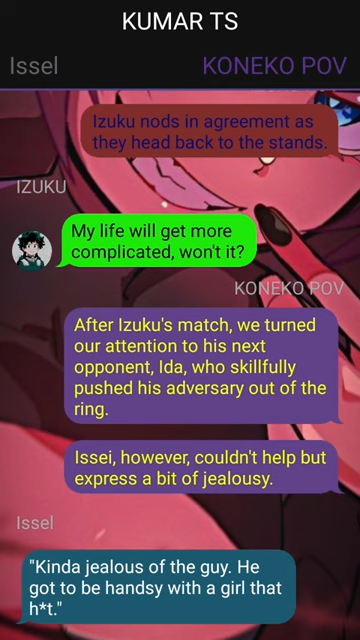 KUMAR TS
Issel
KONEKO POV
Izuku nods in agreement as
they head back to the stands.
IZUKU
My life will get more
complicated, won't it?
KONEKO POV
After Izuku's match, we turned
our attention to his next
opponent, Ida, who skillfully
pushed his adversary out of the
ring.
Issei, however, couldn't help but
express a bit of jealousy.
Issel
"Kinda jealous of the guy. He
got to be handsy with a girl that
h*t."